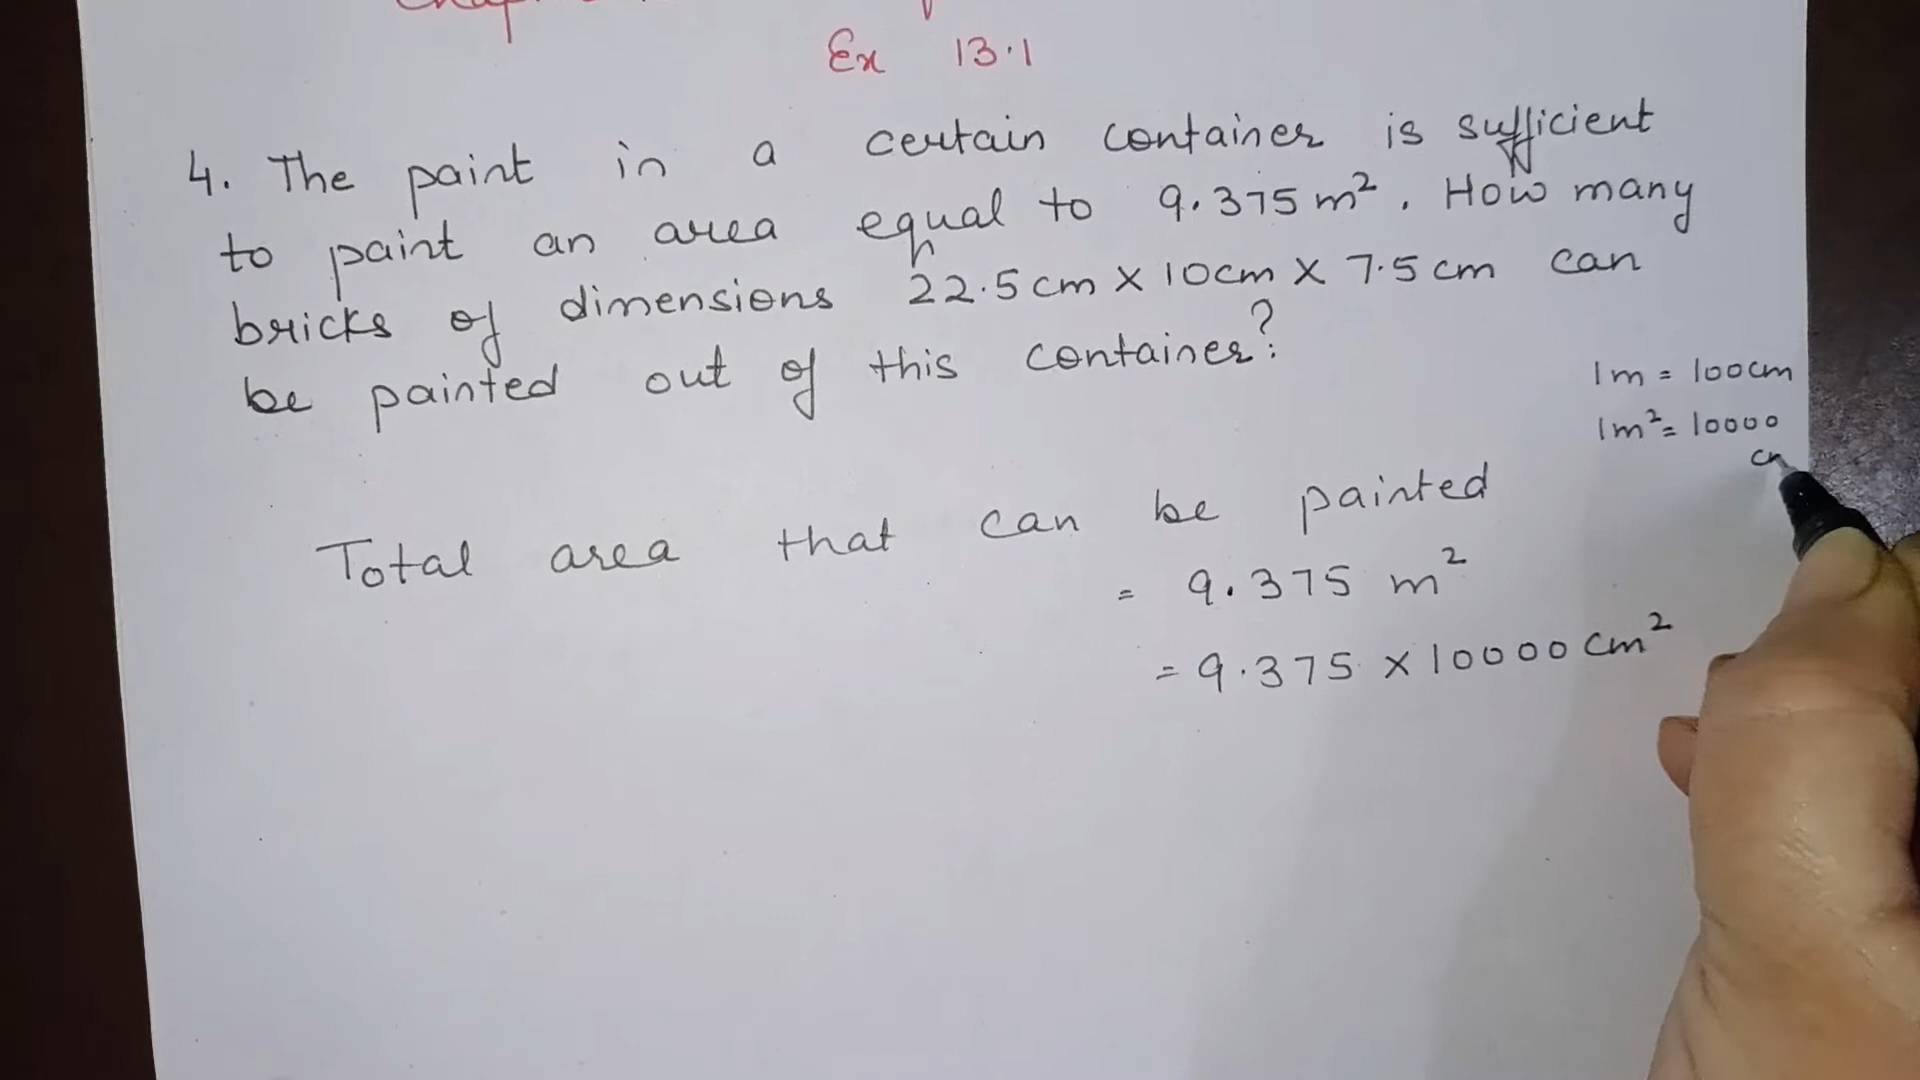 Ex 13.1
4. The paint in a certain container is sufficient
to paint an area equal to 9.375 m². How many
bricks of dimensions 22.5 cm X 10cm X 7.5 cm can
be painted out of this container?
1m = 100cm
1m² = 10000
cm
Total area that can be painted
= 9.375 m²
= 9.375 x 10000 cm²